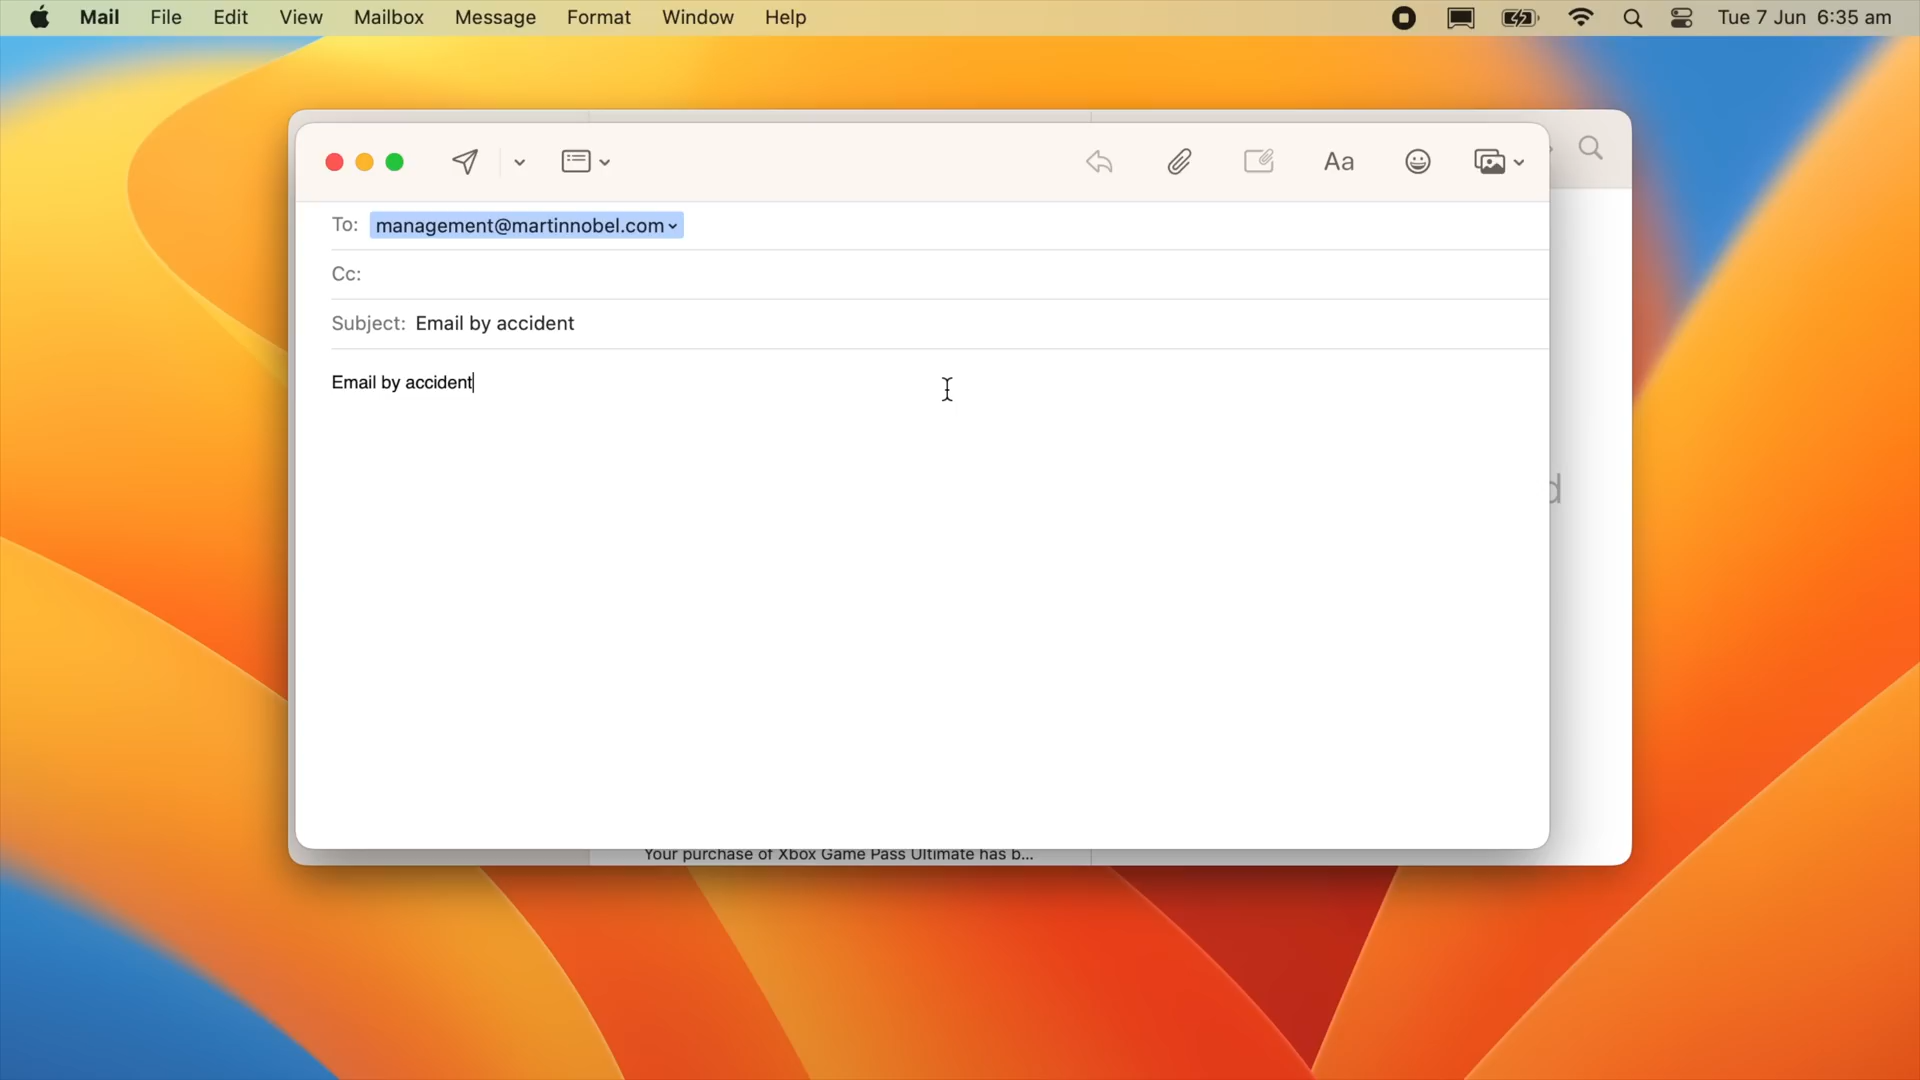 Mail File Edit View Mailbox Message Format Window Help Tue 7 Jun 6:35 am
Aa
To: management@martinnobel.com
Cc:
Subject: Email by accident
Email by accident
d
Your purchase of Xbox Game Pass Ultimate has b...